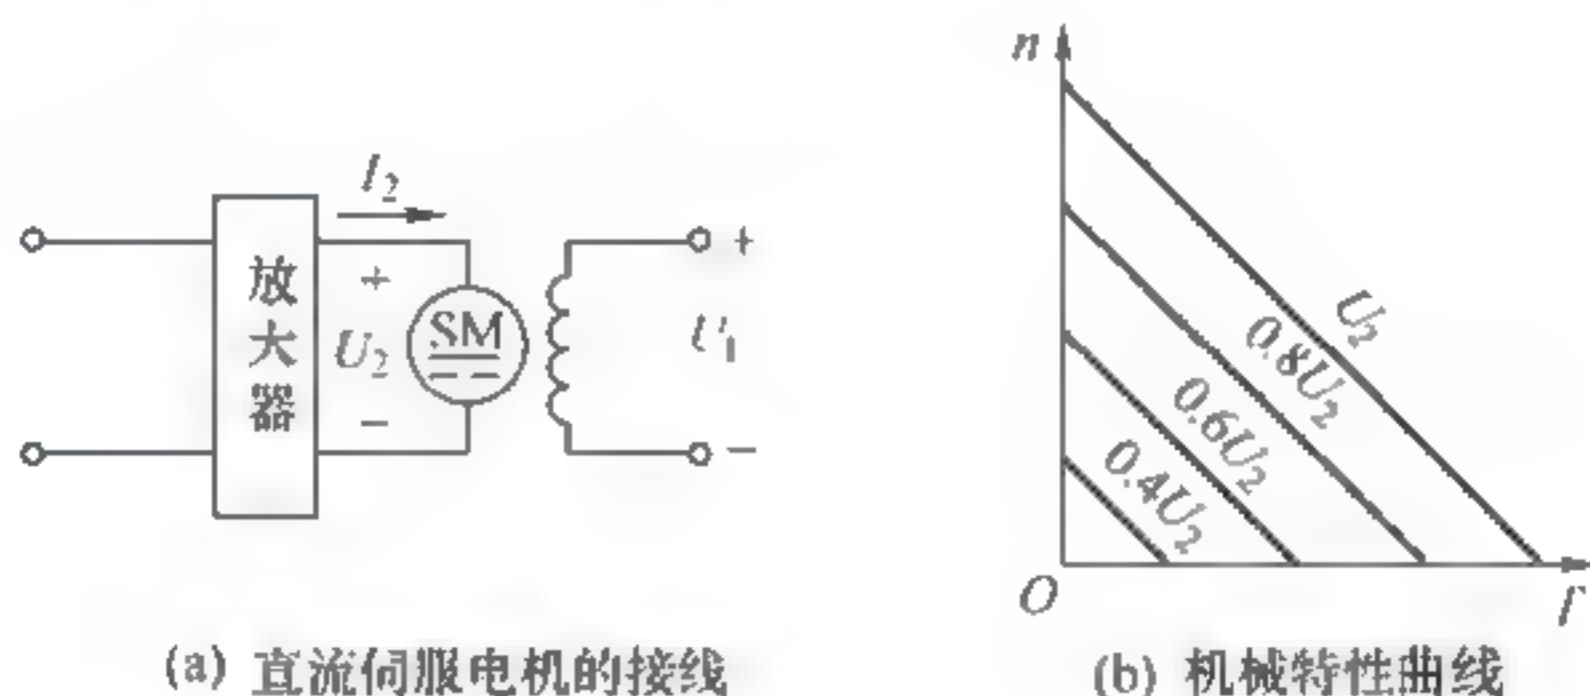 I₂
放大器
+
U₂
−
SM
+
U₁
−
(a) 直流伺服电机的接线
n
U₂
0.8U₂
0.6U₂
0.4U₂
O
T
(b) 机械特性曲线